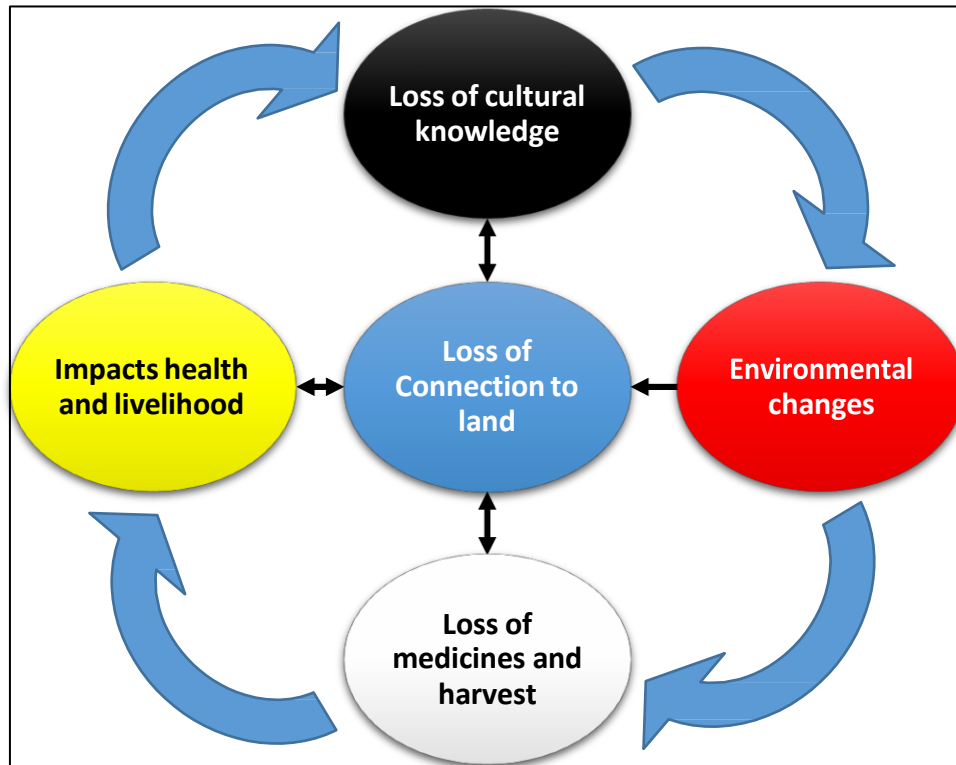 Loss of cultural
knowledge
Impacts health
and livelihood
Loss of
Connection to
land
Environmental
changes
Loss of
medicines and
harvest